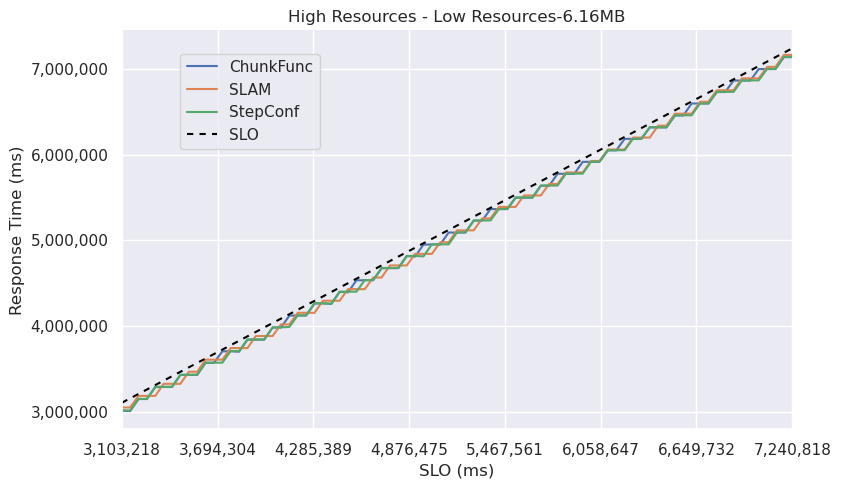 High Resources - Low Resources-6.16MB
Response Time (ms)
7,000,000
6,000,000
5,000,000
4,000,000
3,000,000
ChunkFunc
SLAM
StepConf
SLO
3,103,218 3,694,304 4,285,389 4,876,475 5,467,561 6,058,647 6,649,732 7,240,818
SLO (ms)